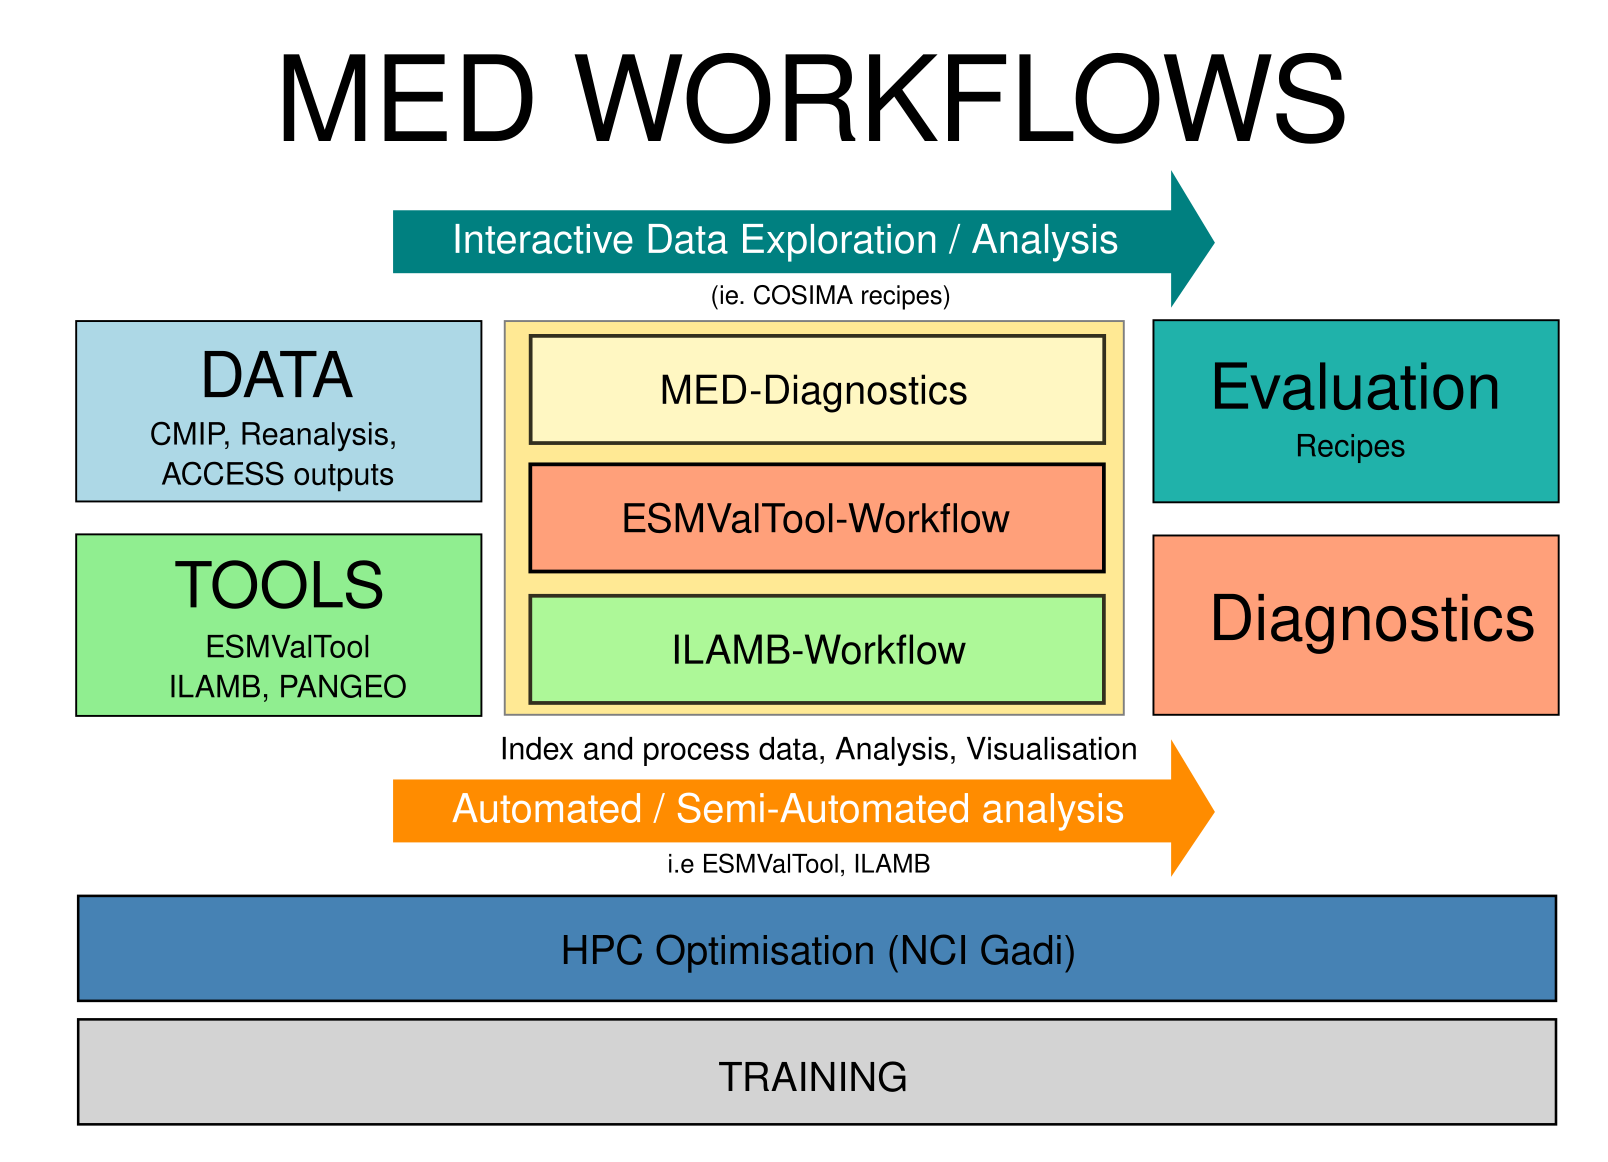 MED WORKFLOWS
Interactive Data Exploration / Analysis
(ie. COSIMA recipes)
DATA
CMIP, Reanalysis,
ACCESS outputs
TOOLS
ESMValTool
ILAMB, PANGEO
MED-Diagnostics
ESMValTool-Workflow
ILAMB-Workflow
Evaluation
Recipes
Diagnostics
Index and process data, Analysis, Visualisation
Automated / Semi-Automated analysis
i.e ESMValTool, ILAMB
HPC Optimisation (NCI Gadi)
TRAINING